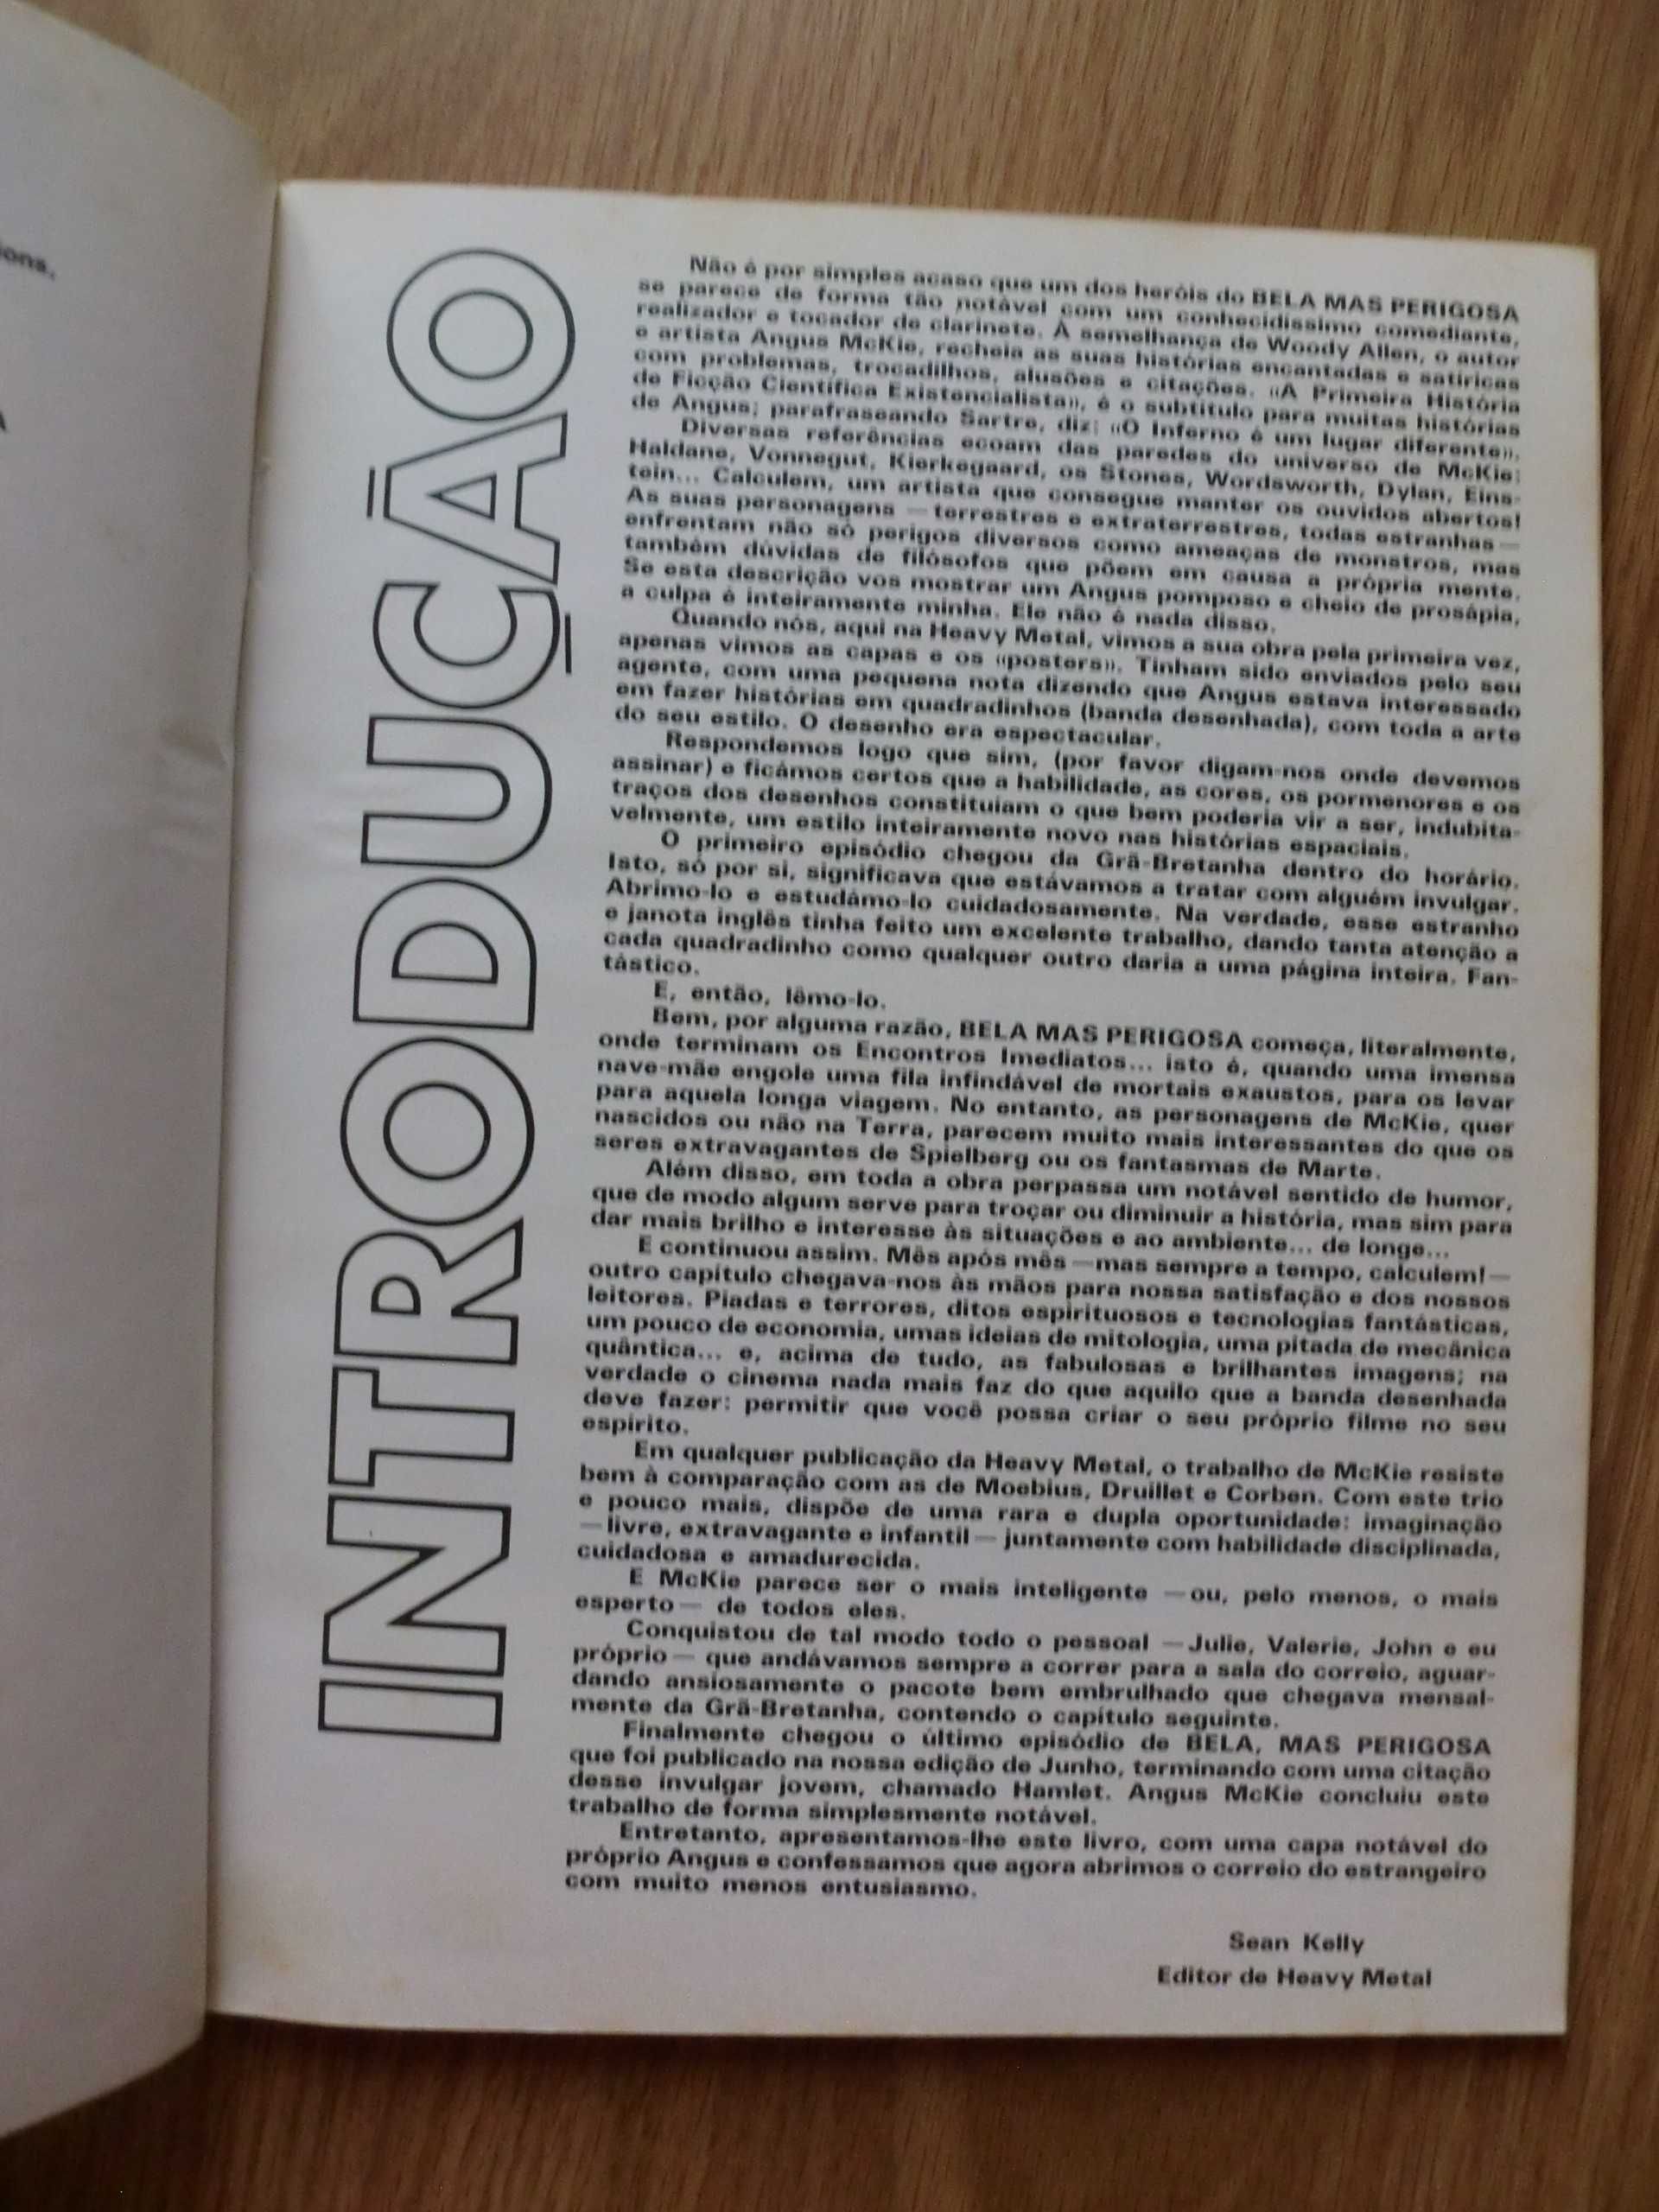 ions.
A
INTRODUÇÃO
Não é por simples acaso que um dos heróis do BELA MAS PERIGOSA
se parece de forma tão notável com um conhecidissimo comediante,
realizador e tocador de clarinete. À semelhança de Woody Allen, o autor
e artista Angus McKie, recheia as suas histórias encantadas e satíricas
com problemas, trocadilhos, alusões e citações. «A Primeira História
de Ficção Científica Existencialista», é o subtítulo para muitas histórias
de Angus; parafraseando Sartre, diz: «O Inferno é um lugar diferente».
Diversas referências ecoam das paredes do universo de McKie:
Haldane, Vonnegut, Kierkegaard, os Stones, Wordsworth, Dylan, Eins-
tein... Calculem, um artista que consegue manter os ouvidos abertos!
As suas personagens — terrestres e extraterrestres, todas estranhas —
enfrentam não só perigos diversos como ameaças de monstros, mas
também dúvidas de filósofos que põem em causa a própria mente.
Se esta descrição vos mostrar um Angus pomposo e cheio de prosápia,
a culpa é inteiramente minha. Ele não é nada disso.
Quando nós, aqui na Heavy Metal, vimos a sua obra pela primeira vez,
apenas vimos as capas e os «posters». Tinham sido enviados pelo seu
agente, com uma pequena nota dizendo que Angus estava interessado
em fazer histórias em quadradinhos (banda desenhada), com toda a arte
do seu estilo. O desenho era espectacular.
Respondemos logo que sim, (por favor digam-nos onde devemos
assinar) e ficámos certos que a habilidade, as cores, os pormenores e os
traços dos desenhos constituíam o que bem poderia vir a ser, indubita-
velmente, um estilo inteiramente novo nas histórias espaciais.
O primeiro episódio chegou da Grã-Bretanha dentro do horário.
Isto, só por si, significava que estávamos a tratar com alguém invulgar.
Abrimo-lo e estudámo-lo cuidadosamente. Na verdade, esse estranho
e janota inglês tinha feito um excelente trabalho, dando tanta atenção a
cada quadradinho como qualquer outro daria a uma página inteira. Fan-
tástico.
E, então, lêmo-lo.
Bem, por alguma razão, BELA MAS PERIGOSA começa, literalmente,
onde terminam os Encontros Imediatos... isto é, quando uma imensa
nave-mãe engole uma fila infindável de mortais exaustos, para os levar
para aquela longa viagem. No entanto, as personagens de McKie, quer
nascidos ou não na Terra, parecem muito mais interessantes do que os
seres extravagantes de Spielberg ou os fantasmas de Marte.
Além disso, em toda a obra perpassa um notável sentido de humor,
que de modo algum serve para troçar ou diminuir a história, mas sim para
dar mais brilho e interesse às situações e ao ambiente... de longe...
E continuou assim. Mês após mês — mas sempre a tempo, calculem! —
outro capítulo chegava-nos às mãos para nossa satisfação e dos nossos
leitores. Piadas e terrores, ditos espirituosos e tecnologias fantásticas,
um pouco de economia, umas ideias de mitologia, uma pitada de mecânica
quântica... e, acima de tudo, as fabulosas e brilhantes imagens; na
verdade o cinema nada mais faz do que aquilo que a banda desenhada
deve fazer: permitir que você possa criar o seu próprio filme no seu
espírito.
Em qualquer publicação da Heavy Metal, o trabalho de McKie resiste
bem à comparação com as de Moebius, Druillet e Corben. Com este trio
e pouco mais, dispõe de uma rara e dupla oportunidade: imaginação
— livre, extravagante e infantil — juntamente com habilidade disciplinada,
cuidadosa e amadurecida.
E McKie parece ser o mais inteligente — ou, pelo menos, o mais
esperto — de todos eles.
Conquistou de tal modo todo o pessoal — Julie, Valerie, John e eu
próprio — que andávamos sempre a correr para a sala do correio, aguar-
dando ansiosamente o pacote bem embrulhado que chegava mensal-
mente da Grã-Bretanha, contendo o capítulo seguinte.
Finalmente chegou o último episódio de BELA, MAS PERIGOSA
que foi publicado na nossa edição de Junho, terminando com uma citação
desse invulgar jovem, chamado Hamlet. Angus McKie concluiu este
trabalho de forma simplesmente notável.
Entretanto, apresentamos-lhe este livro, com uma capa notável do
próprio Angus e confessamos que agora abrimos o correio do estrangeiro
com muito menos entusiasmo.
Sean Kelly
Editor de Heavy Metal